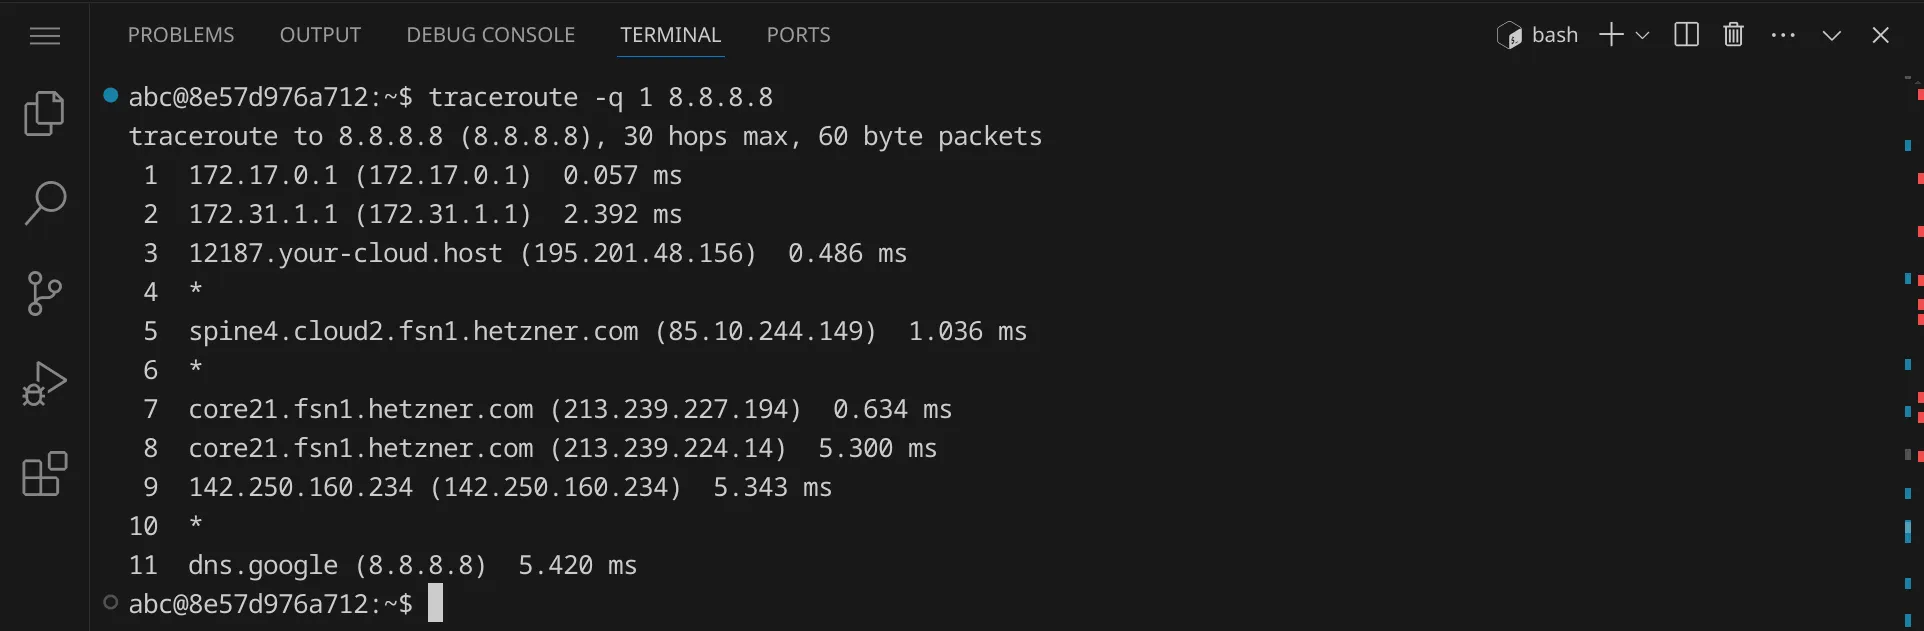 PROBLEMS OUTPUT DEBUG CONSOLE TERMINAL PORTS bash
abc@8e57d976a712:~$ traceroute -q 1 8.8.8.8
traceroute to 8.8.8.8 (8.8.8.8), 30 hops max, 60 byte packets
 1  172.17.0.1 (172.17.0.1)  0.057 ms
 2  172.31.1.1 (172.31.1.1)  2.392 ms
 3  12187.your-cloud.host (195.201.48.156)  0.486 ms
 4  *
 5  spine4.cloud2.fsn1.hetzner.com (85.10.244.149)  1.036 ms
 6  *
 7  core21.fsn1.hetzner.com (213.239.227.194)  0.634 ms
 8  core21.fsn1.hetzner.com (213.239.224.14)  5.300 ms
 9  142.250.160.234 (142.250.160.234)  5.343 ms
10  *
11  dns.google (8.8.8.8)  5.420 ms
abc@8e57d976a712:~$